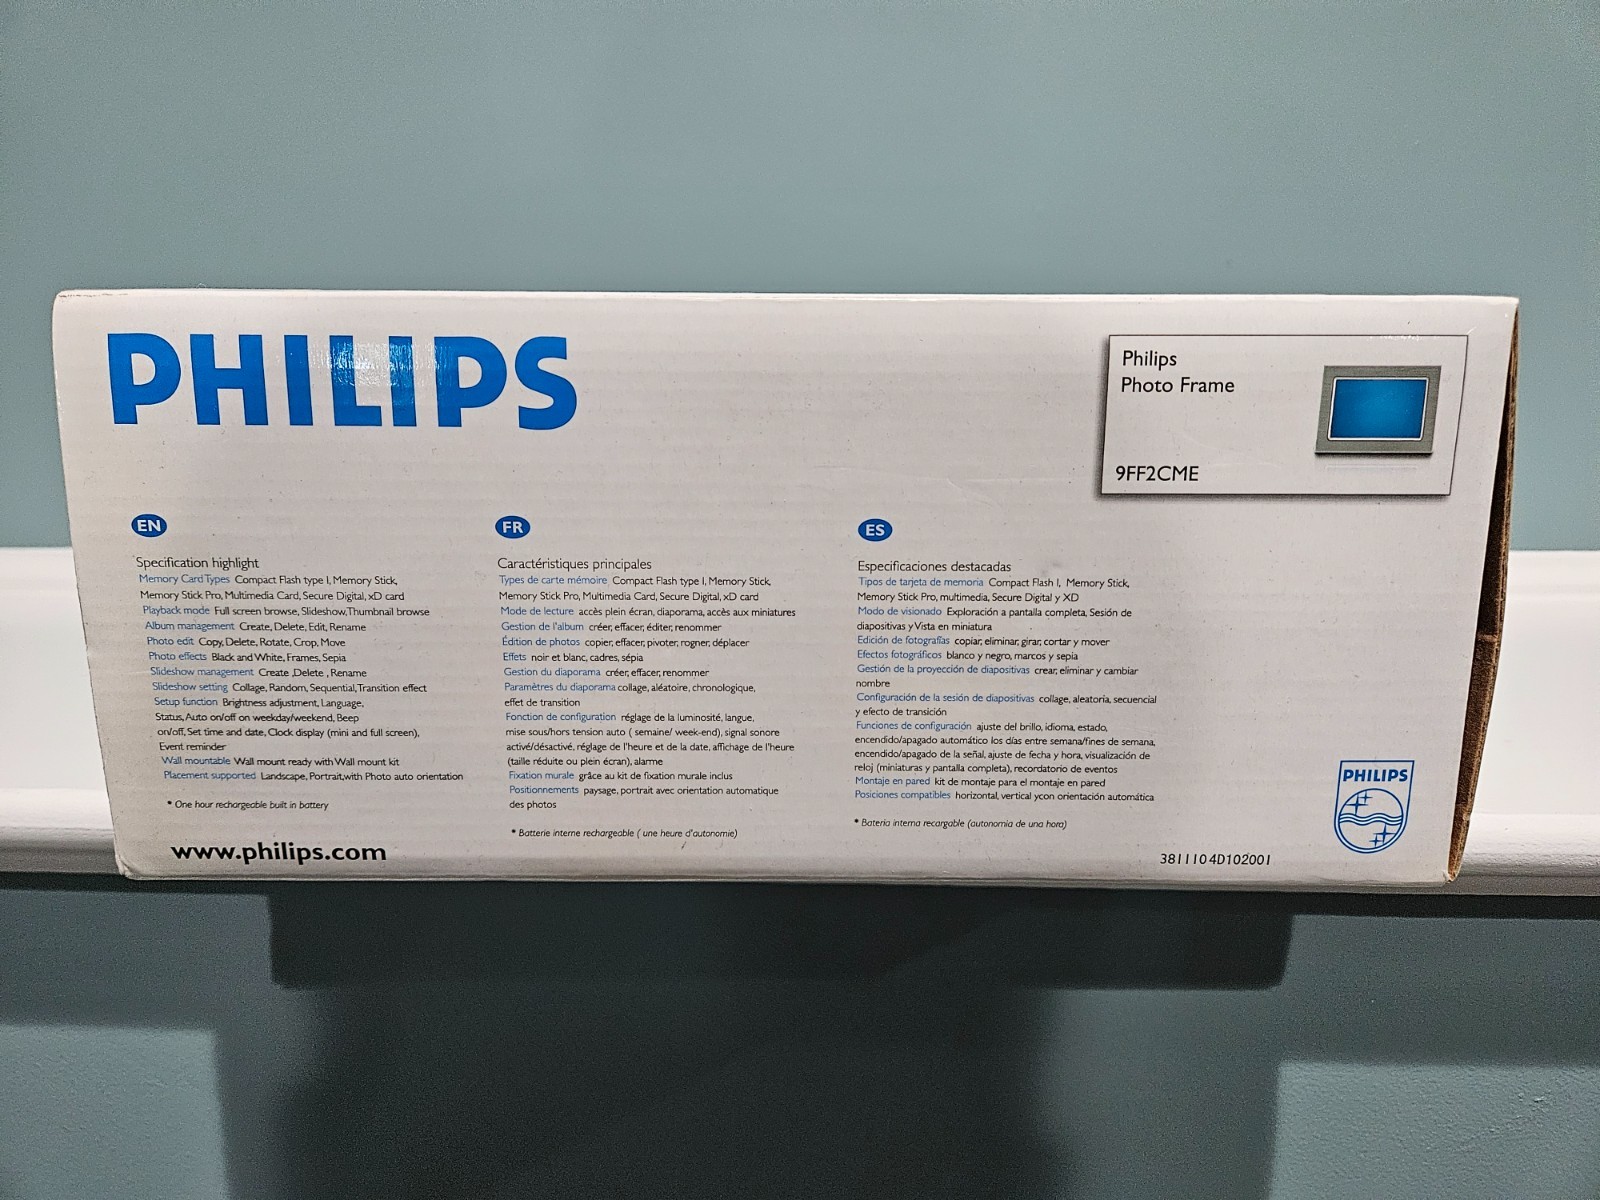 PHILIPS
Philips
Photo Frame
9FF2CME
EN
Specification highlight
Memory Card Types Compact Flash type I, Memory Stick,
Memory Stick Pro, Multimedia Card, Secure Digital, xD card
Playback mode Full screen browse, Slideshow, Thumbnail browse
Album management Create, Delete, Edit, Rename
Photo edit Copy, Delete, Rotate, Crop, Move
Photo effects Black and White, Frames, Sepia
Slideshow management Create ,Delete , Rename
Slideshow setting Collage, Random, Sequential, Transition effect
Setup function Brightness adjustment, Language,
Status, Auto on/off on weekday/weekend, Beep
on/off, Set time and date, Clock display (mini and full screen),
Event reminder
Wall mountable Wall mount ready with Wall mount kit
Placement supported Landscape, Portrait, with Photo auto orientation
* One hour rechargeable built in battery
www.philips.com
FR
Caractéristiques principales
Types de carte mémoire Compact Flash type I, Memory Stick,
Memory Stick Pro, Multimedia Card, Secure Digital, xD card
Mode de lecture accès plein écran, diaporama, accès aux miniatures
Gestion de l'album créer, effacer, éditer, renommer
Édition de photos copier, effacer, pivoter, rogner, déplacer
Effets noir et blanc, cadres, sépia
Gestion du diaporama créer, effacer, renommer
Paramètres du diaporama collage, aléatoire, chronologique,
effet de transition
Fonction de configuration réglage de la luminosité, langue,
mise sous/hors tension auto ( semaine/ week-end), signal sonore
activé/désactivé, réglage de l'heure et de la date, affichage de l'heure
(taille réduite ou plein écran), alarme
Fixation murale grâce au kit de fixation murale inclus
Positionnements paysage, portrait avec orientation automatique
des photos
* Batterie interne rechargeable ( une heure d'autonomie)
ES
Especificaciones destacadas
Tipos de tarjeta de memoria Compact Flash I, Memory Stick,
Memory Stick Pro, multimedia, Secure Digital y XD
Modo de visionado Exploración a pantalla completa, Sesión de
diapositivas y Vista en miniatura
Edición de fotografías copiar, eliminar, girar, cortar y mover
Efectos fotográficos blanco y negro, marcos y sepia
Gestión de la proyección de diapositivas crear, eliminar y cambiar
nombre
Configuración de la sesión de diapositivas collage, aleatoria, secuencial
y efecto de transición
Funciones de configuración ajuste del brillo, idioma, estado,
encendido/apagado automático los días entre semana/fines de semana,
encendido/apagado de la señal, ajuste de fecha y hora, visualización de
reloj (miniaturas y pantalla completa), recordatorio de eventos
Montaje en pared kit de montaje para el montaje en pared
Posiciones compatibles horizontal, vertical ycon orientación automática
* Batería interna recargable (autonomía de una hora)
3811104D102001
PHILIPS